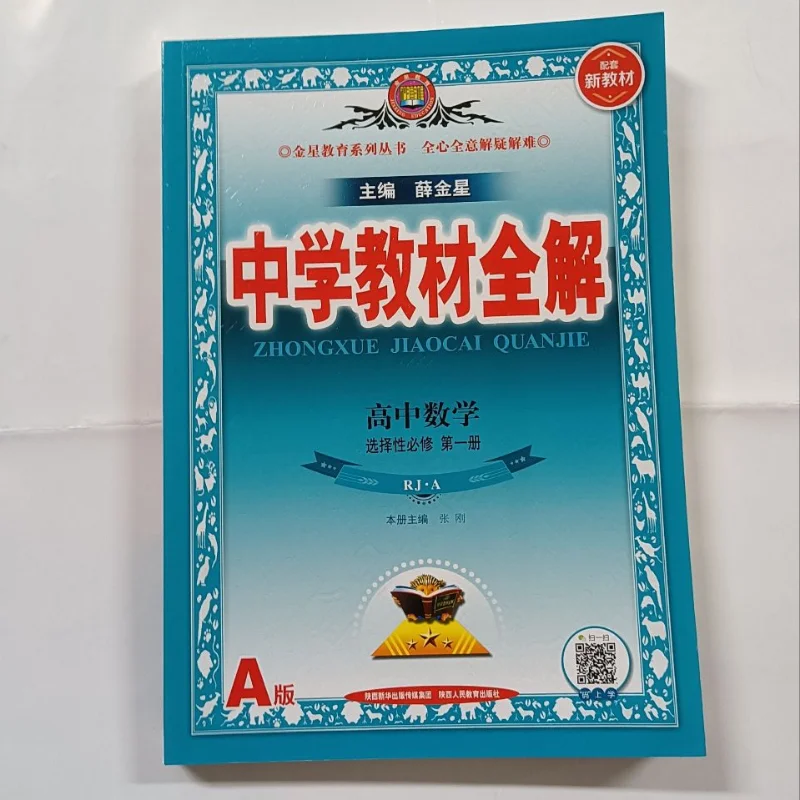 配套
新教材
◎金星教育系列丛书 全心全意解疑解难◎
主编 薛金星
中学教材全解
ZHONGXUE JIAOCAI QUANJIE
高中数学
选择性必修 第一册
RJ·A
本册主编 张刚
扫一扫
码上学
A版
陕西新华出版传媒集团 陕西人民教育出版社